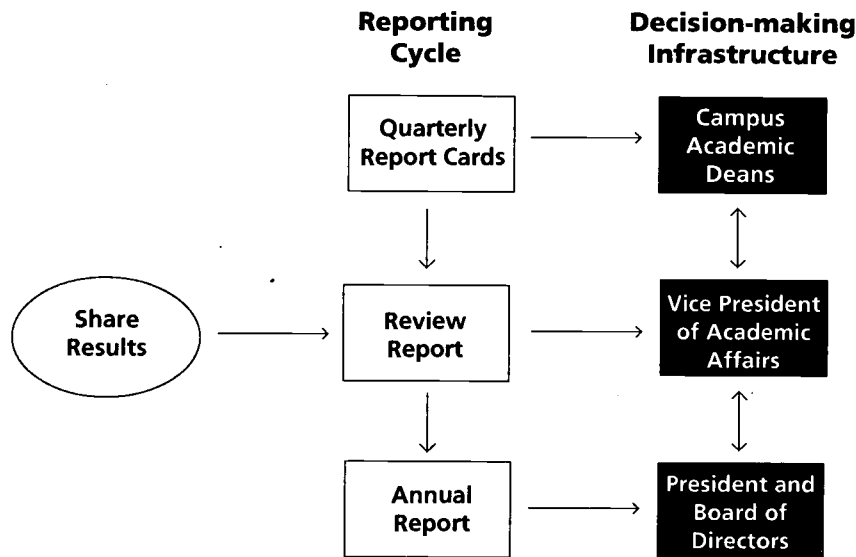 Reporting
Cycle
Decision-making
Infrastructure
Quarterly
Report Cards
Campus
Academic
Deans
Share
Results
Review
Report
Vice President
of Academic
Affairs
Annual
Report
President and
Board of
Directors